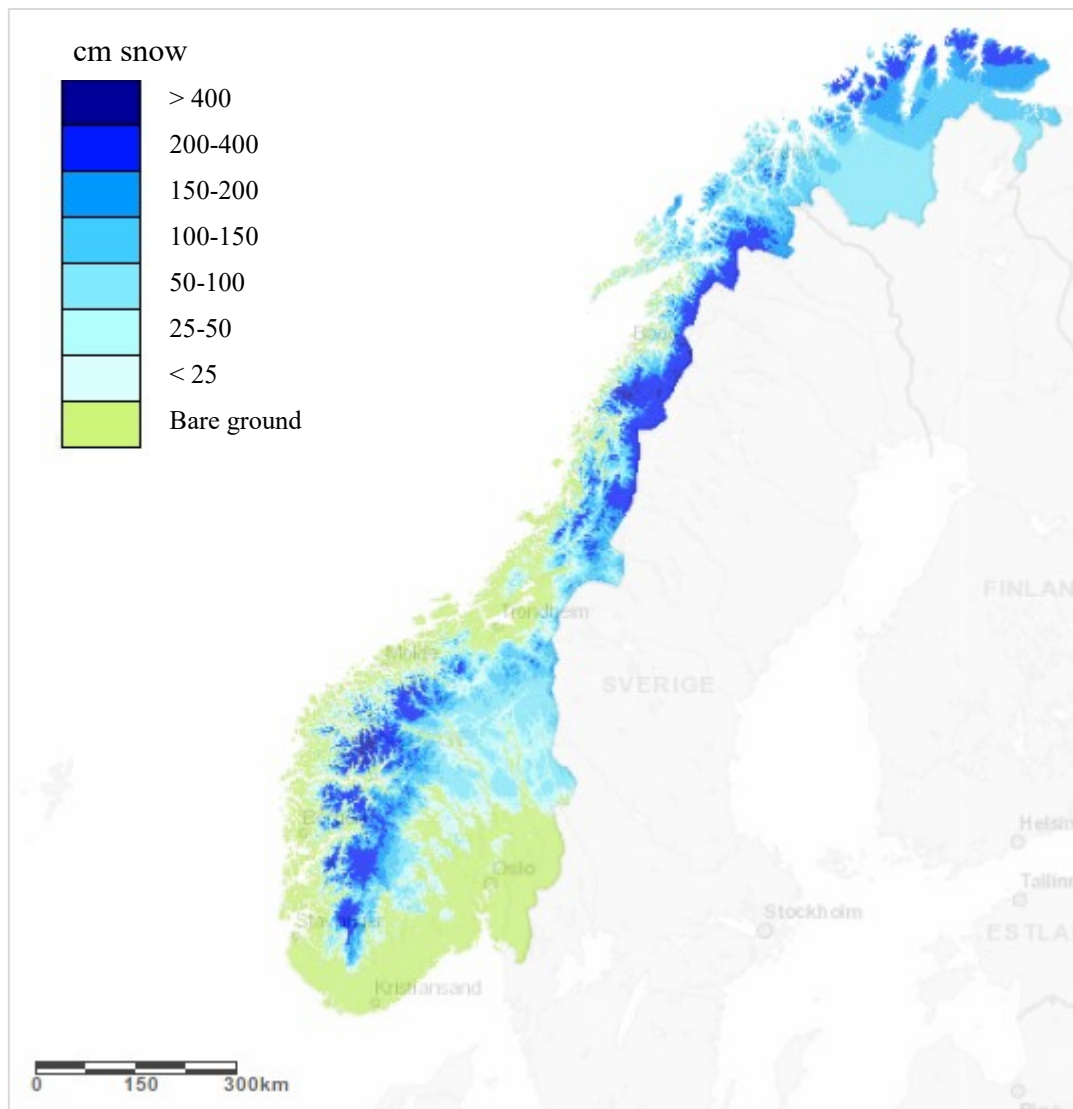 cm snow
> 400
200-400
150-200
100-150
50-100
25-50
< 25
Bare ground
Trondheim
FINLAN
SVERIGE
Oslo
Helsin
Tallinn
Stockholm
ESTLA
Kristiansand
0 150 300km